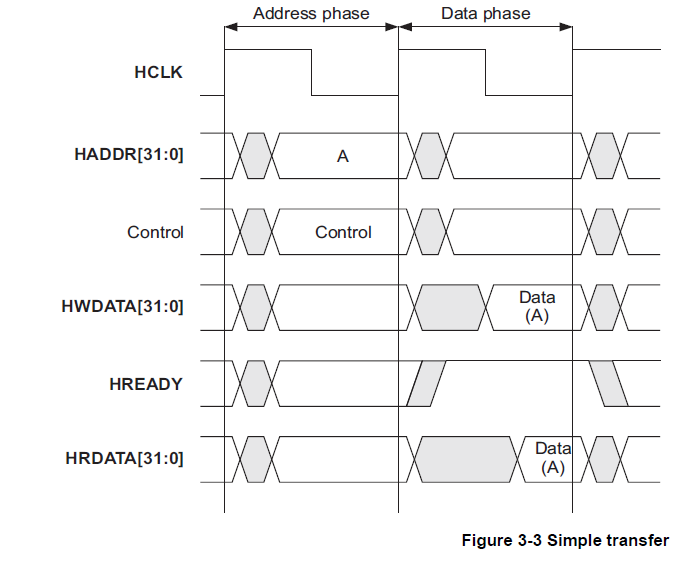 Address phase Data phase
HCLK
HADDR[31:0] A
Control Control
HWDATA[31:0] Data
(A)
HREADY
HRDATA[31:0] Data
(A)
Figure 3-3 Simple transfer